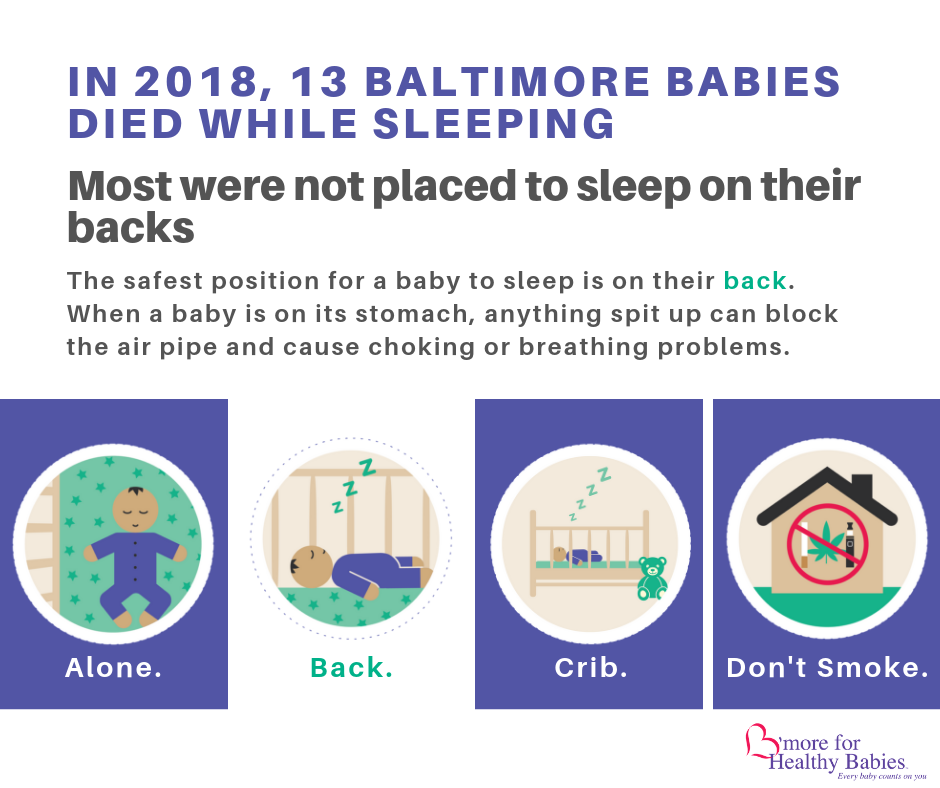 IN 2018, 13 BALTIMORE BABIES
DIED WHILE SLEEPING
Most were not placed to sleep on their
backs
The safest position for a baby to sleep is on their back.
When a baby is on its stomach, anything spit up can block
the air pipe and cause choking or breathing problems.
z z z
z z z z
Alone.
Back.
Crib.
Don't Smoke.
B'more for
Healthy Babies
Every baby counts on you